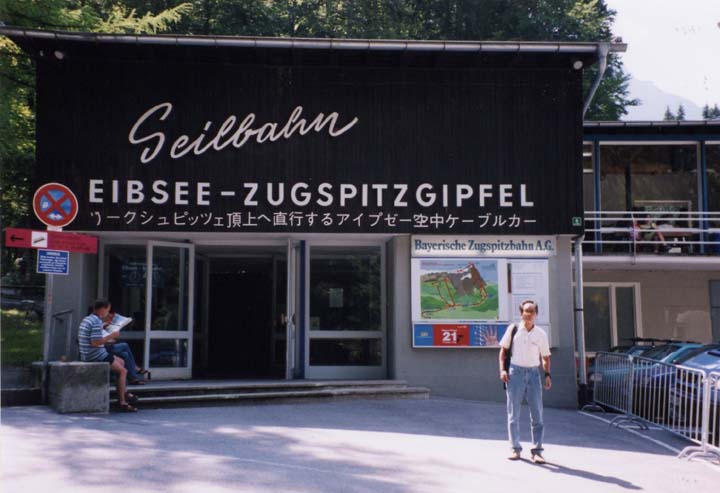 Seilbahn
EIBSEE-ZUGSPITZGIPFEL
ツークシュピッツェ頂上へ直行するアイプゼー空中ケーブルカー
Bayerische Zugspitzbahn A.G.
21